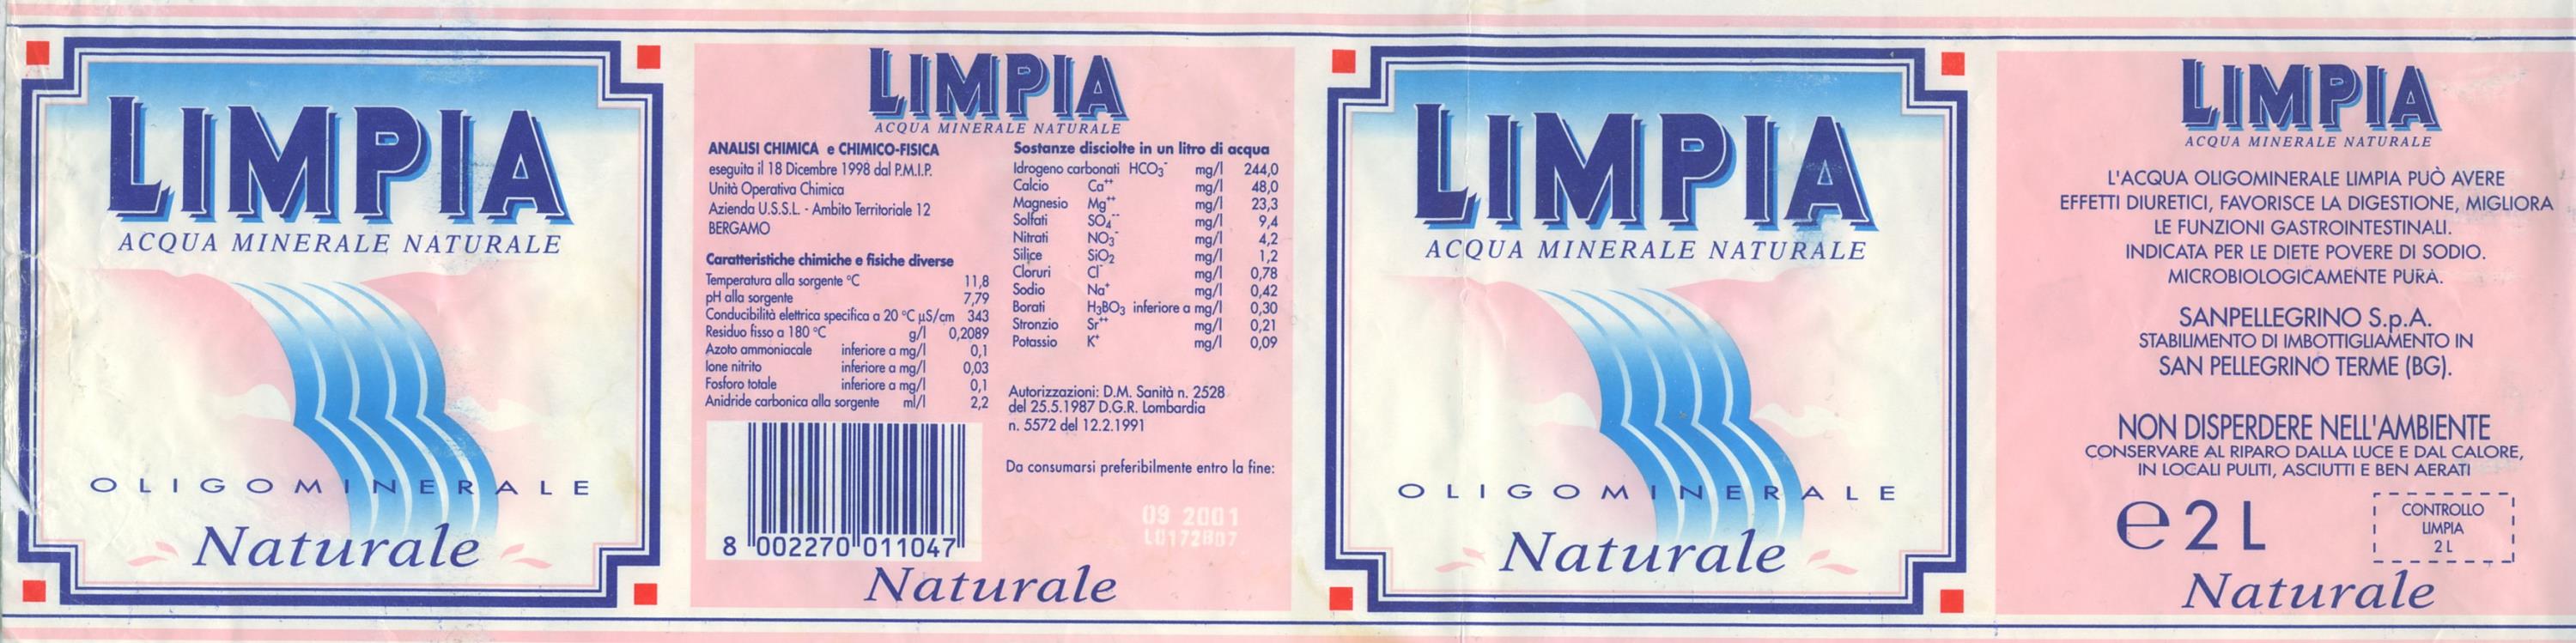 LIMPIA
ACQUA MINERALE NATURALE
OLIGOMINERALE
Naturale
LIMPIA
ACQUA MINERALE NATURALE
ANALISI CHIMICA e CHIMICO-FISICA
eseguita il 18 Dicembre 1998 dal P.M.I.P.
Unità Operativa Chimica
Azienda U.S.S.L. - Ambito Territoriale 12
BERGAMO
Caratteristiche chimiche e fisiche diverse
Temperatura alla sorgente °C 11,8
pH alla sorgente 7,79
Conducibilità elettrica specifica a 20 °C µS/cm 343
Residuo fisso a 180 °C g/l 0,2089
Azoto ammoniacale inferiore a mg/l 0,1
Ione nitrito inferiore a mg/l 0,03
Fosforo totale inferiore a mg/l 0,1
Anidride carbonica alla sorgente ml/l 2,2
8 002270 011047
Sostanze disciolte in un litro di acqua
Idrogeno carbonati HCO₃⁻ mg/l 244,0
Calcio Ca⁺⁺ mg/l 48,0
Magnesio Mg⁺⁺ mg/l 23,3
Solfati SO₄⁻⁻ mg/l 9,4
Nitrati NO₃⁻ mg/l 4,2
Silice SiO₂ mg/l 1,2
Cloruri Cl⁻ mg/l 0,78
Sodio Na⁺ mg/l 0,42
Borati H₃BO₃ inferiore a mg/l 0,30
Stronzio Sr⁺⁺ mg/l 0,21
Potassio K⁺ mg/l 0,09
Autorizzazioni: D.M. Sanità n. 2528
del 25.5.1987 D.G.R. Lombardia
n. 5572 del 12.2.1991
Da consumarsi preferibilmente entro la fine:
09 2001
L0172807
Naturale
LIMPIA
ACQUA MINERALE NATURALE
OLIGOMINERALE
Naturale
LIMPIA
ACQUA MINERALE NATURALE
L'ACQUA OLIGOMINERALE LIMPIA PUÒ AVERE
EFFETTI DIURETICI, FAVORISCE LA DIGESTIONE, MIGLIORA
LE FUNZIONI GASTROINTESTINALI.
INDICATA PER LE DIETE POVERE DI SODIO.
MICROBIOLOGICAMENTE PURA.
SANPELLEGRINO S.p.A.
STABILIMENTO DI IMBOTTIGLIAMENTO IN
SAN PELLEGRINO TERME (BG).
NON DISPERDERE NELL'AMBIENTE
CONSERVARE AL RIPARO DALLA LUCE E DAL CALORE,
IN LOCALI PULITI, ASCIUTTI E BEN AERATI
℮ 2 L
CONTROLLO
LIMPIA
2 L
Naturale